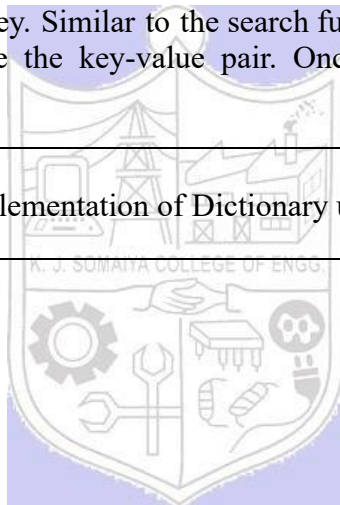 ey. Similar to the search fu
e the key-value pair. Onc
lementation of Dictionary u
K. J. SOMAIYA COLLEGE OF ENGG.